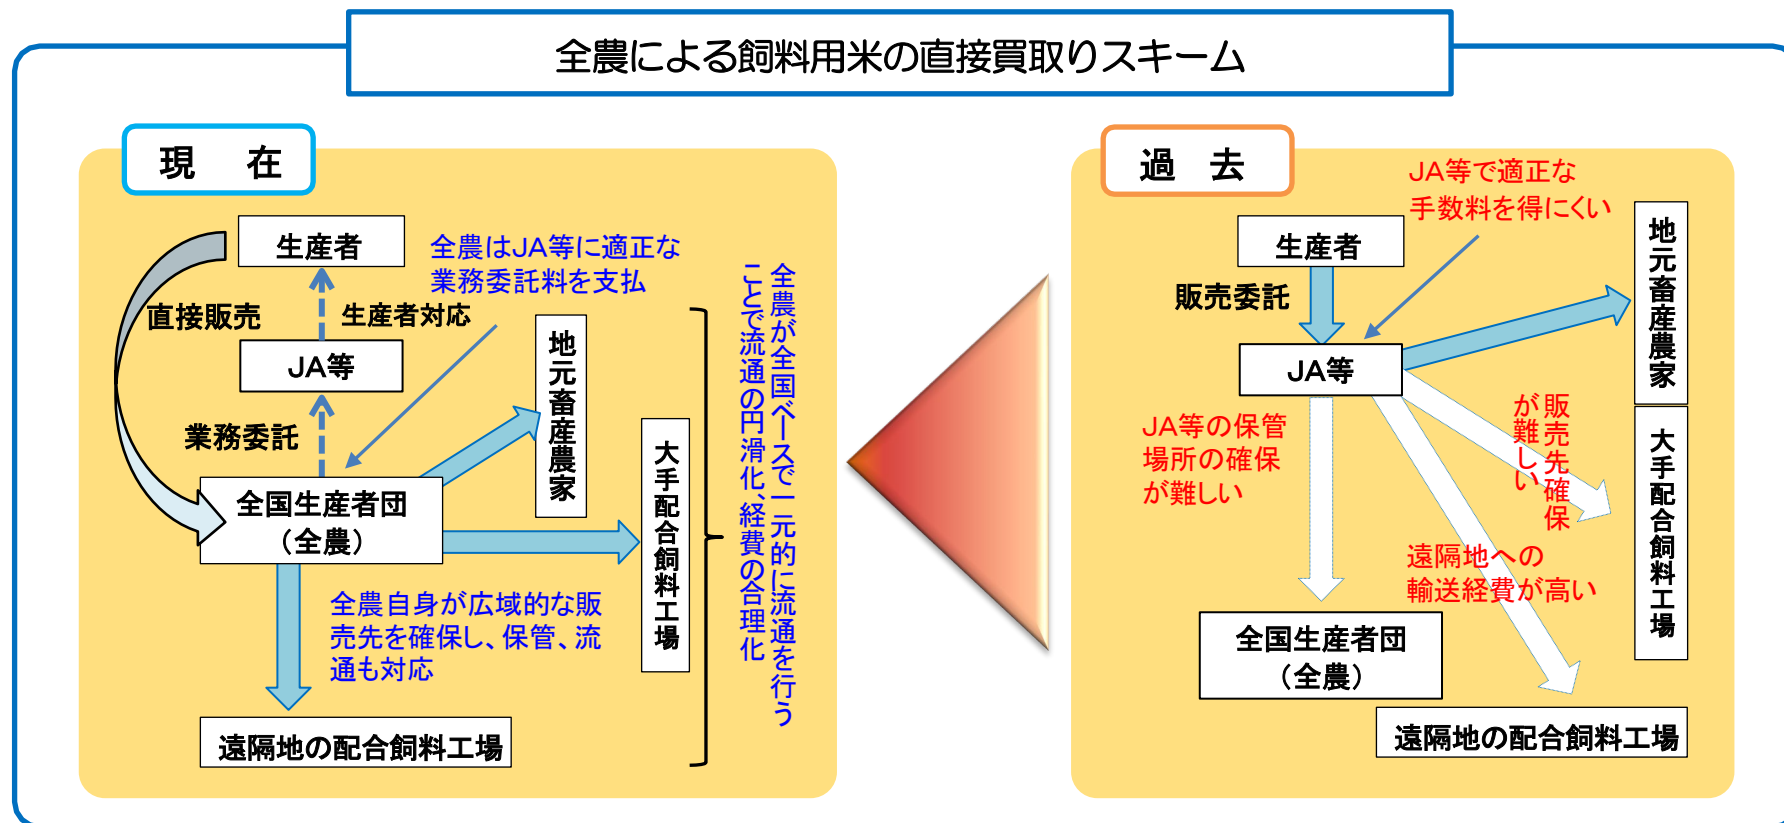 全農による飼料用米の直接買取りスキーム
現　在
生産者
全農はJA等に適正な
業務委託料を支払
直接販売
生産者対応
JA等
業務委託
全国生産者団
（全農）
地元畜産農家
大手配合飼料工場
全農が全国ベースで一元的に流通を行う
ことで流通の円滑化、経費の合理化
全農自身が広域的な販
売先を確保し、保管、流
通も対応
遠隔地の配合飼料工場
過　去
JA等で適正な
手数料を得にくい
生産者
販売委託
JA等
地元畜産農家
JA等の保管
場所の確保
が難しい
販売先確保
が難しい
大手配合飼料工場
遠隔地への
輸送経費が高い
全国生産者団
（全農）
遠隔地の配合飼料工場